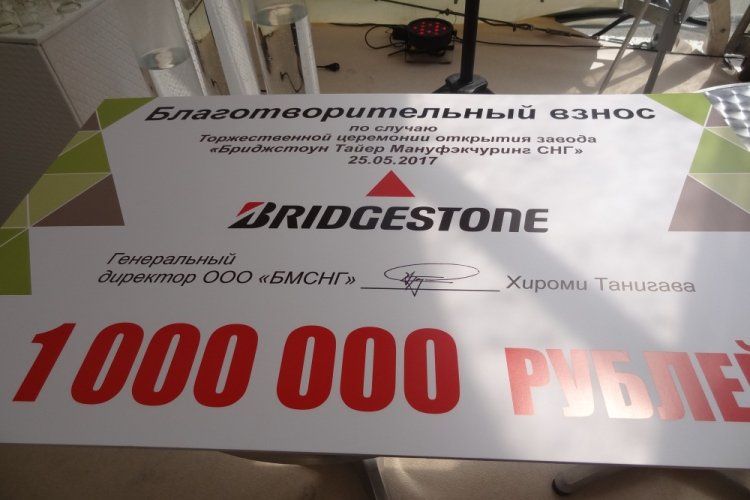 Благотворительный взнос
по случаю
Торжественной церемонии открытия завода
«Бриджстоун Тайер Мануфэкчуринг СНГ»
25.05.2017
BRIDGESTONE
Генеральный
директор ООО «БМСНГ» Хироми Танигава
1 000 000 РУБЛЕЙ